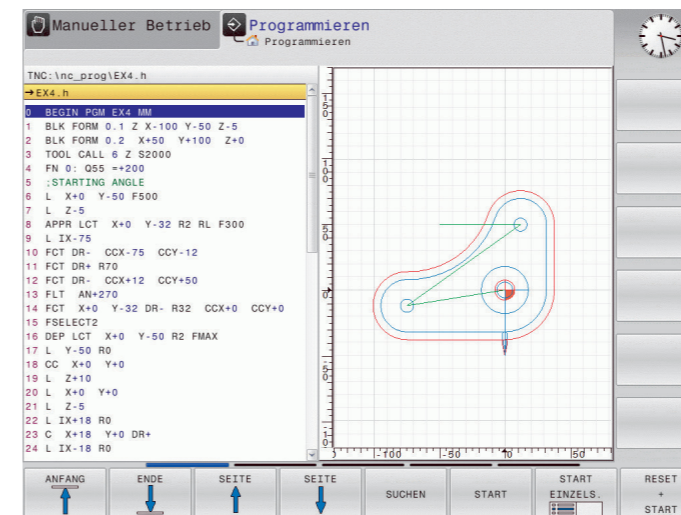 Manueller Betrieb
Programmieren
Programmieren
TNC:\nc_prog\EX4.h
→EX4.h
0 BEGIN PGM EX4 MM
1 BLK FORM 0.1 Z X-100 Y-50 Z-5
2 BLK FORM 0.2 X+50 Y+100 Z+0
3 TOOL CALL 6 Z S2000
4 FN 0: Q55 =+200
5 ;STARTING ANGLE
6 L X+0 Y-50 F500
7 L Z-5
8 APPR LCT X+0 Y-32 R2 RL F300
9 L IX-75
10 FCT DR- CCX-75 CCY-12
11 FCT DR+ R70
12 FCT DR- CCX+12 CCY+50
13 FLT AN+270
14 FCT X+0 Y-32 DR- R32 CCX+0 CCY+0
15 FSELECT2
16 DEP LCT X+0 Y-50 R2 FMAX
17 L Y-50 R0
18 CC X+0 Y+0
19 L Z+10
20 L X+0 Y+0
21 L Z-5
22 L IX+18 R0
23 C X+18 Y+0 DR+
24 L IX-18 R0
150
100
50
0
-50
-100
-50
0
50
ANFANG
ENDE
SEITE
SEITE
SUCHEN
START
START
EINZELS.
RESET
+
START